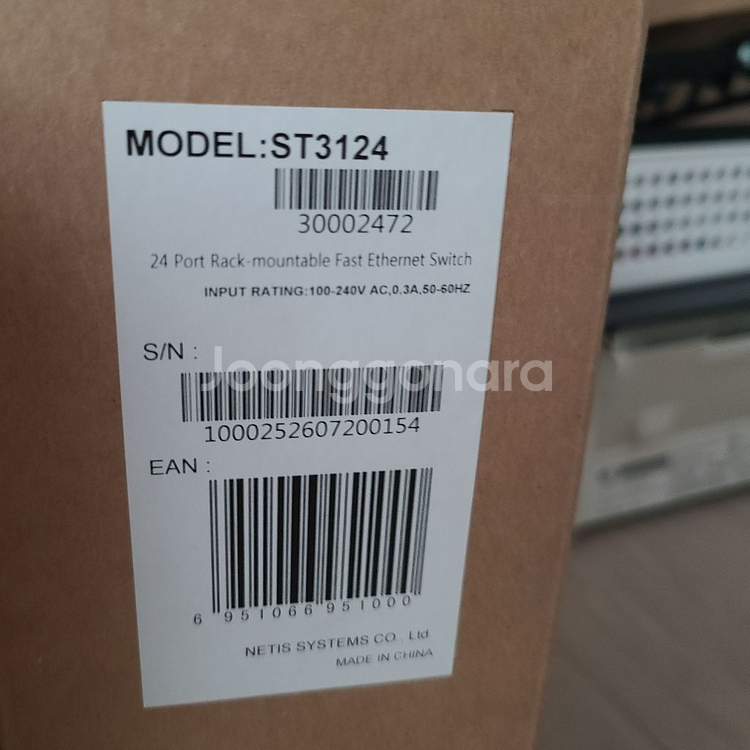 MODEL:ST3124
30002472
24 Port Rack-mountable Fast Ethernet Switch
INPUT RATING:100-240V AC,0.3A,50-60HZ
S/N :
Joonggonara
1000252607200154
EAN :
6 951066 951000
NETIS SYSTEMS CO., Ltd.
MADE IN CHINA